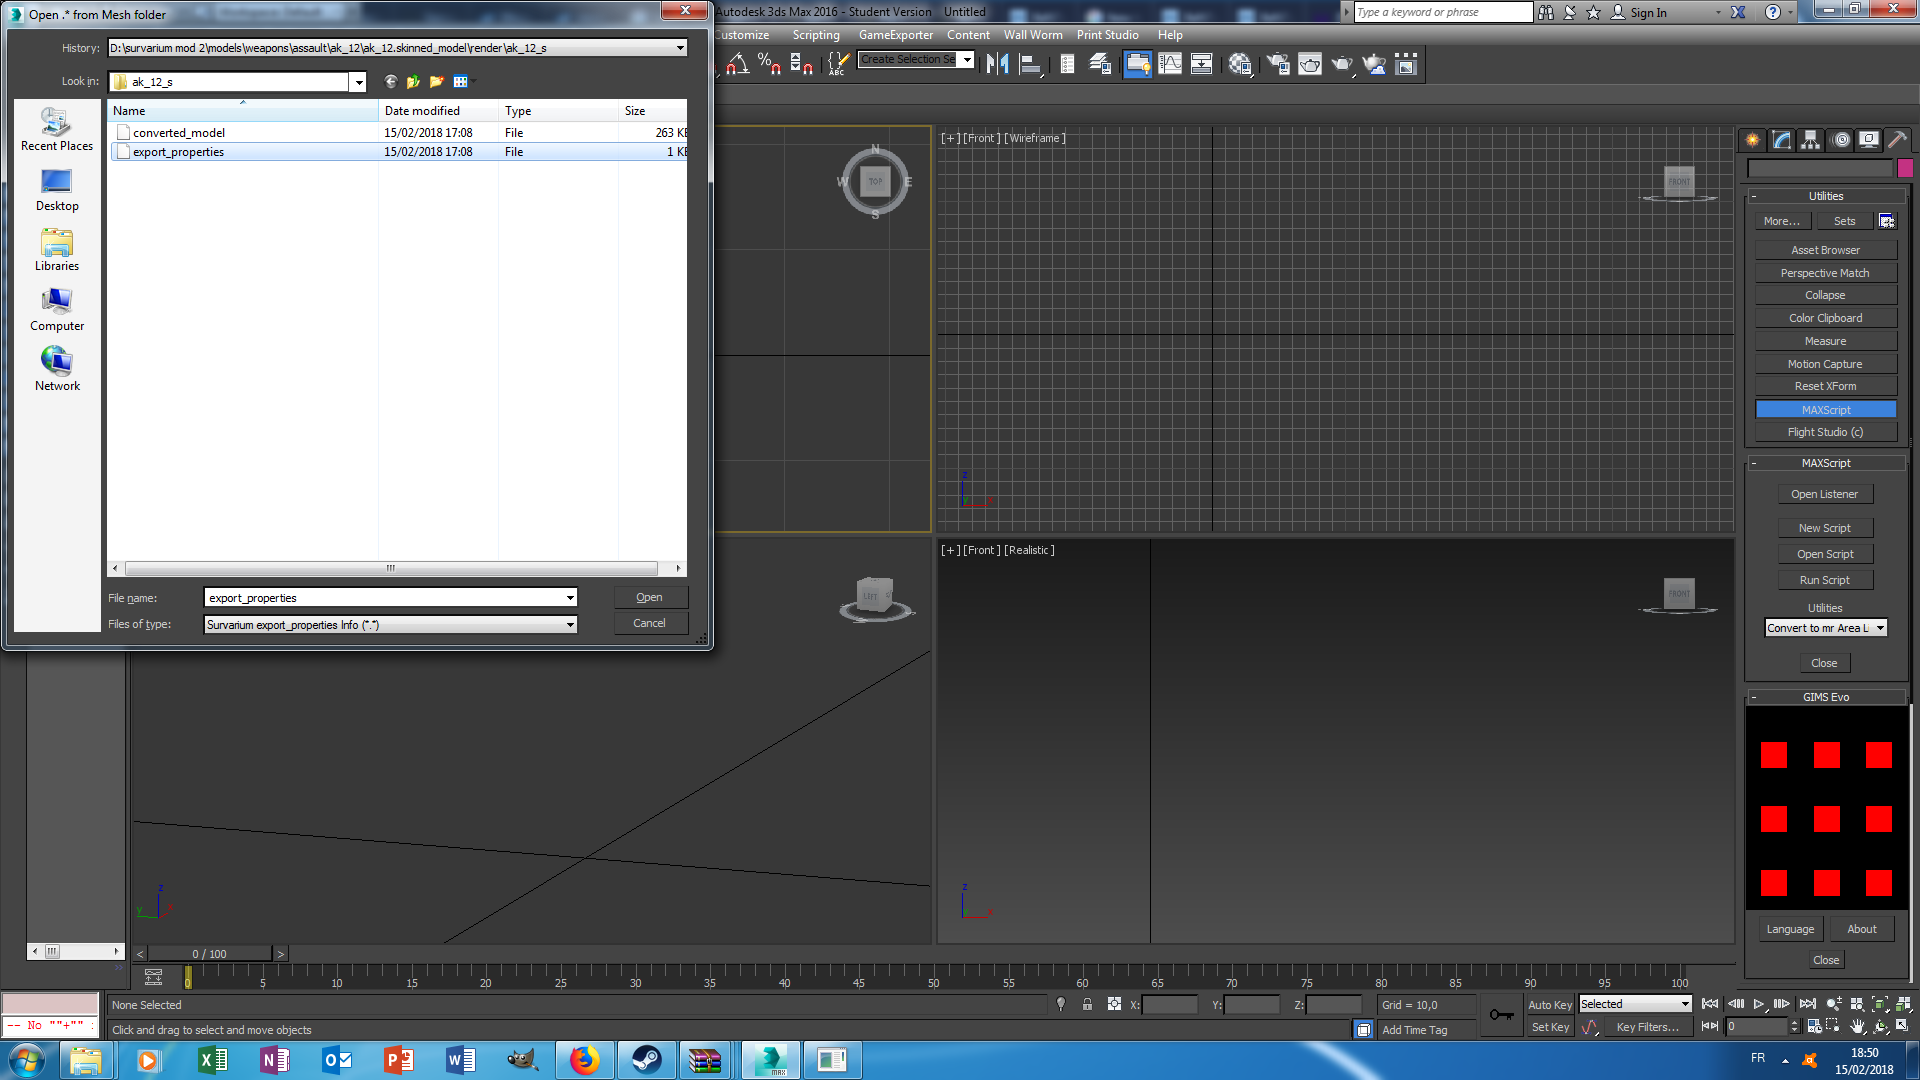 Open .* from Mesh folder
Autodesk 3ds Max 2016 - Student Version Untitled
Type a keyword or phrase
Sign In
Customize Scripting GameExporter Content Wall Worm Print Studio Help
History: D:\survarium mod 2\models\weapons\assault\ak_12\ak_12.skinned_model\render\ak_12_s
Look in: ak_12_s
Create Selection Se
Name Date modified Type Size
converted_model 15/02/2018 17:08 File 263 KB
export_properties 15/02/2018 17:08 File 1 KB
Recent Places
Desktop
Libraries
Computer
Network
File name: export_properties
Open
Files of type: Survarium export_properties Info (*.*)
Cancel
N
W TOP E
S
[+] [Front ] [Wireframe ]
FRONT
z
y x
LEFT
[+] [Front ] [Realistic ]
FRONT
z
y x
z
y x
Utilities
More... Sets
Asset Browser
Perspective Match
Collapse
Color Clipboard
Measure
Motion Capture
Reset XForm
MAXScript
Flight Studio (c)
MAXScript
Open Listener
New Script
Open Script
Run Script
Utilities
Convert to mr Area L
Close
GIMS Evo
Language About
Close
< 0 / 100 >
0 5 10 15 20 25 30 35 40 45 50 55 60 65 70 75 80 85 90 95 100
None Selected
X: Y: Z: Grid = 10,0
Auto Key Selected
-- No ""+"" :
Click and drag to select and move objects
Add Time Tag
Set Key Key Filters... 0
FR
18:50
15/02/2018
MAX